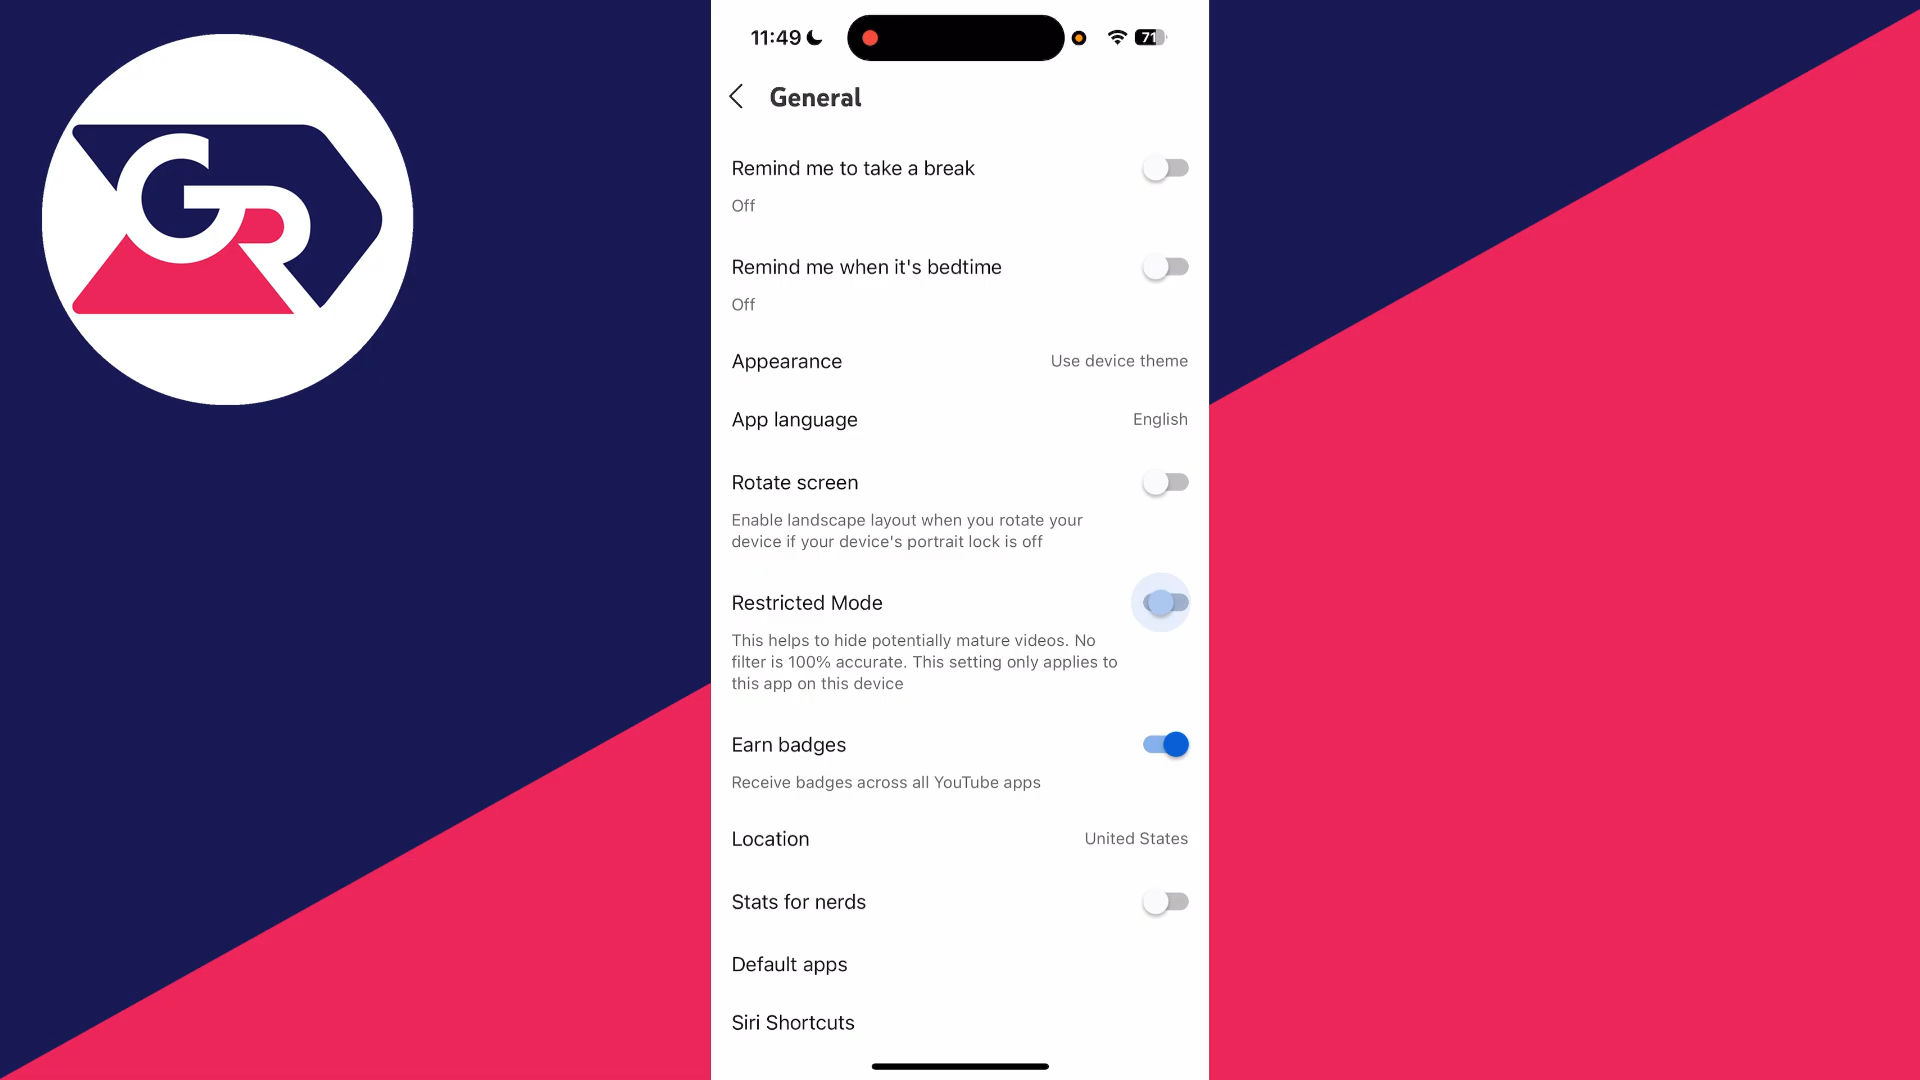 GR
11:49
71
General
Remind me to take a break
Off
Remind me when it's bedtime
Off
Appearance
Use device theme
App language
English
Rotate screen
Enable landscape layout when you rotate your
device if your device's portrait lock is off
Restricted Mode
This helps to hide potentially mature videos. No
filter is 100% accurate. This setting only applies to
this app on this device
Earn badges
Receive badges across all YouTube apps
Location
United States
Stats for nerds
Default apps
Siri Shortcuts